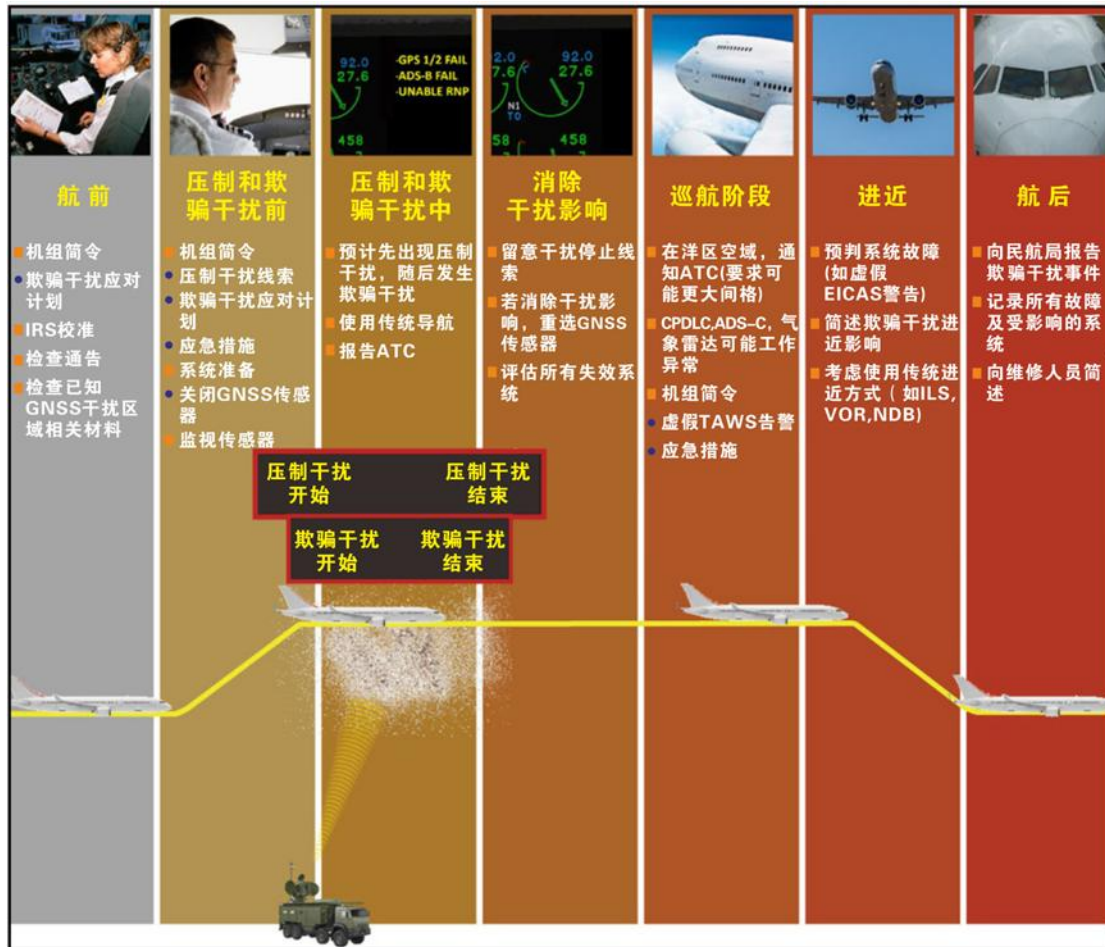 -GPS 1/2 FAIL
-ADS-B FAIL
-UNABLE RNP
92.0
27.6
458
2.0
7.6
92.0
27.6
N1
TO
458
458
航前
机组简令
欺骗干扰应对
计划
IRS校准
检查通告
检查已知
GNSS干扰区
域相关材料
压制和欺
骗干扰前
机组简令
压制干扰线索
欺骗干扰应对计
划
应急措施
系统准备
关闭GNSS传感
器
监视传感器
压制和欺
骗干扰中
预计先出现压制
干扰，随后发生
欺骗干扰
使用传统导航
报告ATC
消除
干扰影响
留意干扰停止线
索
若消除干扰影
响，重选GNSS
传感器
评估所有失效系
统
巡航阶段
在洋区空域，通
知ATC(要求可
能更大间格)
CPDLC,ADS-C，气
象雷达可能工作
异常
机组简令
虚假TAWS告警
应急措施
进近
预判系统故障
(如虚假
EICAS警告)
简述欺骗干扰进
近影响
考虑使用传统进
近方式（如ILS,
VOR,NDB)
航后
向民航局报告
欺骗干扰事件
记录所有故障
及受影响的系
统
向维修人员简
述
压制干扰
开始
压制干扰
结束
欺骗干扰
开始
欺骗干扰
结束